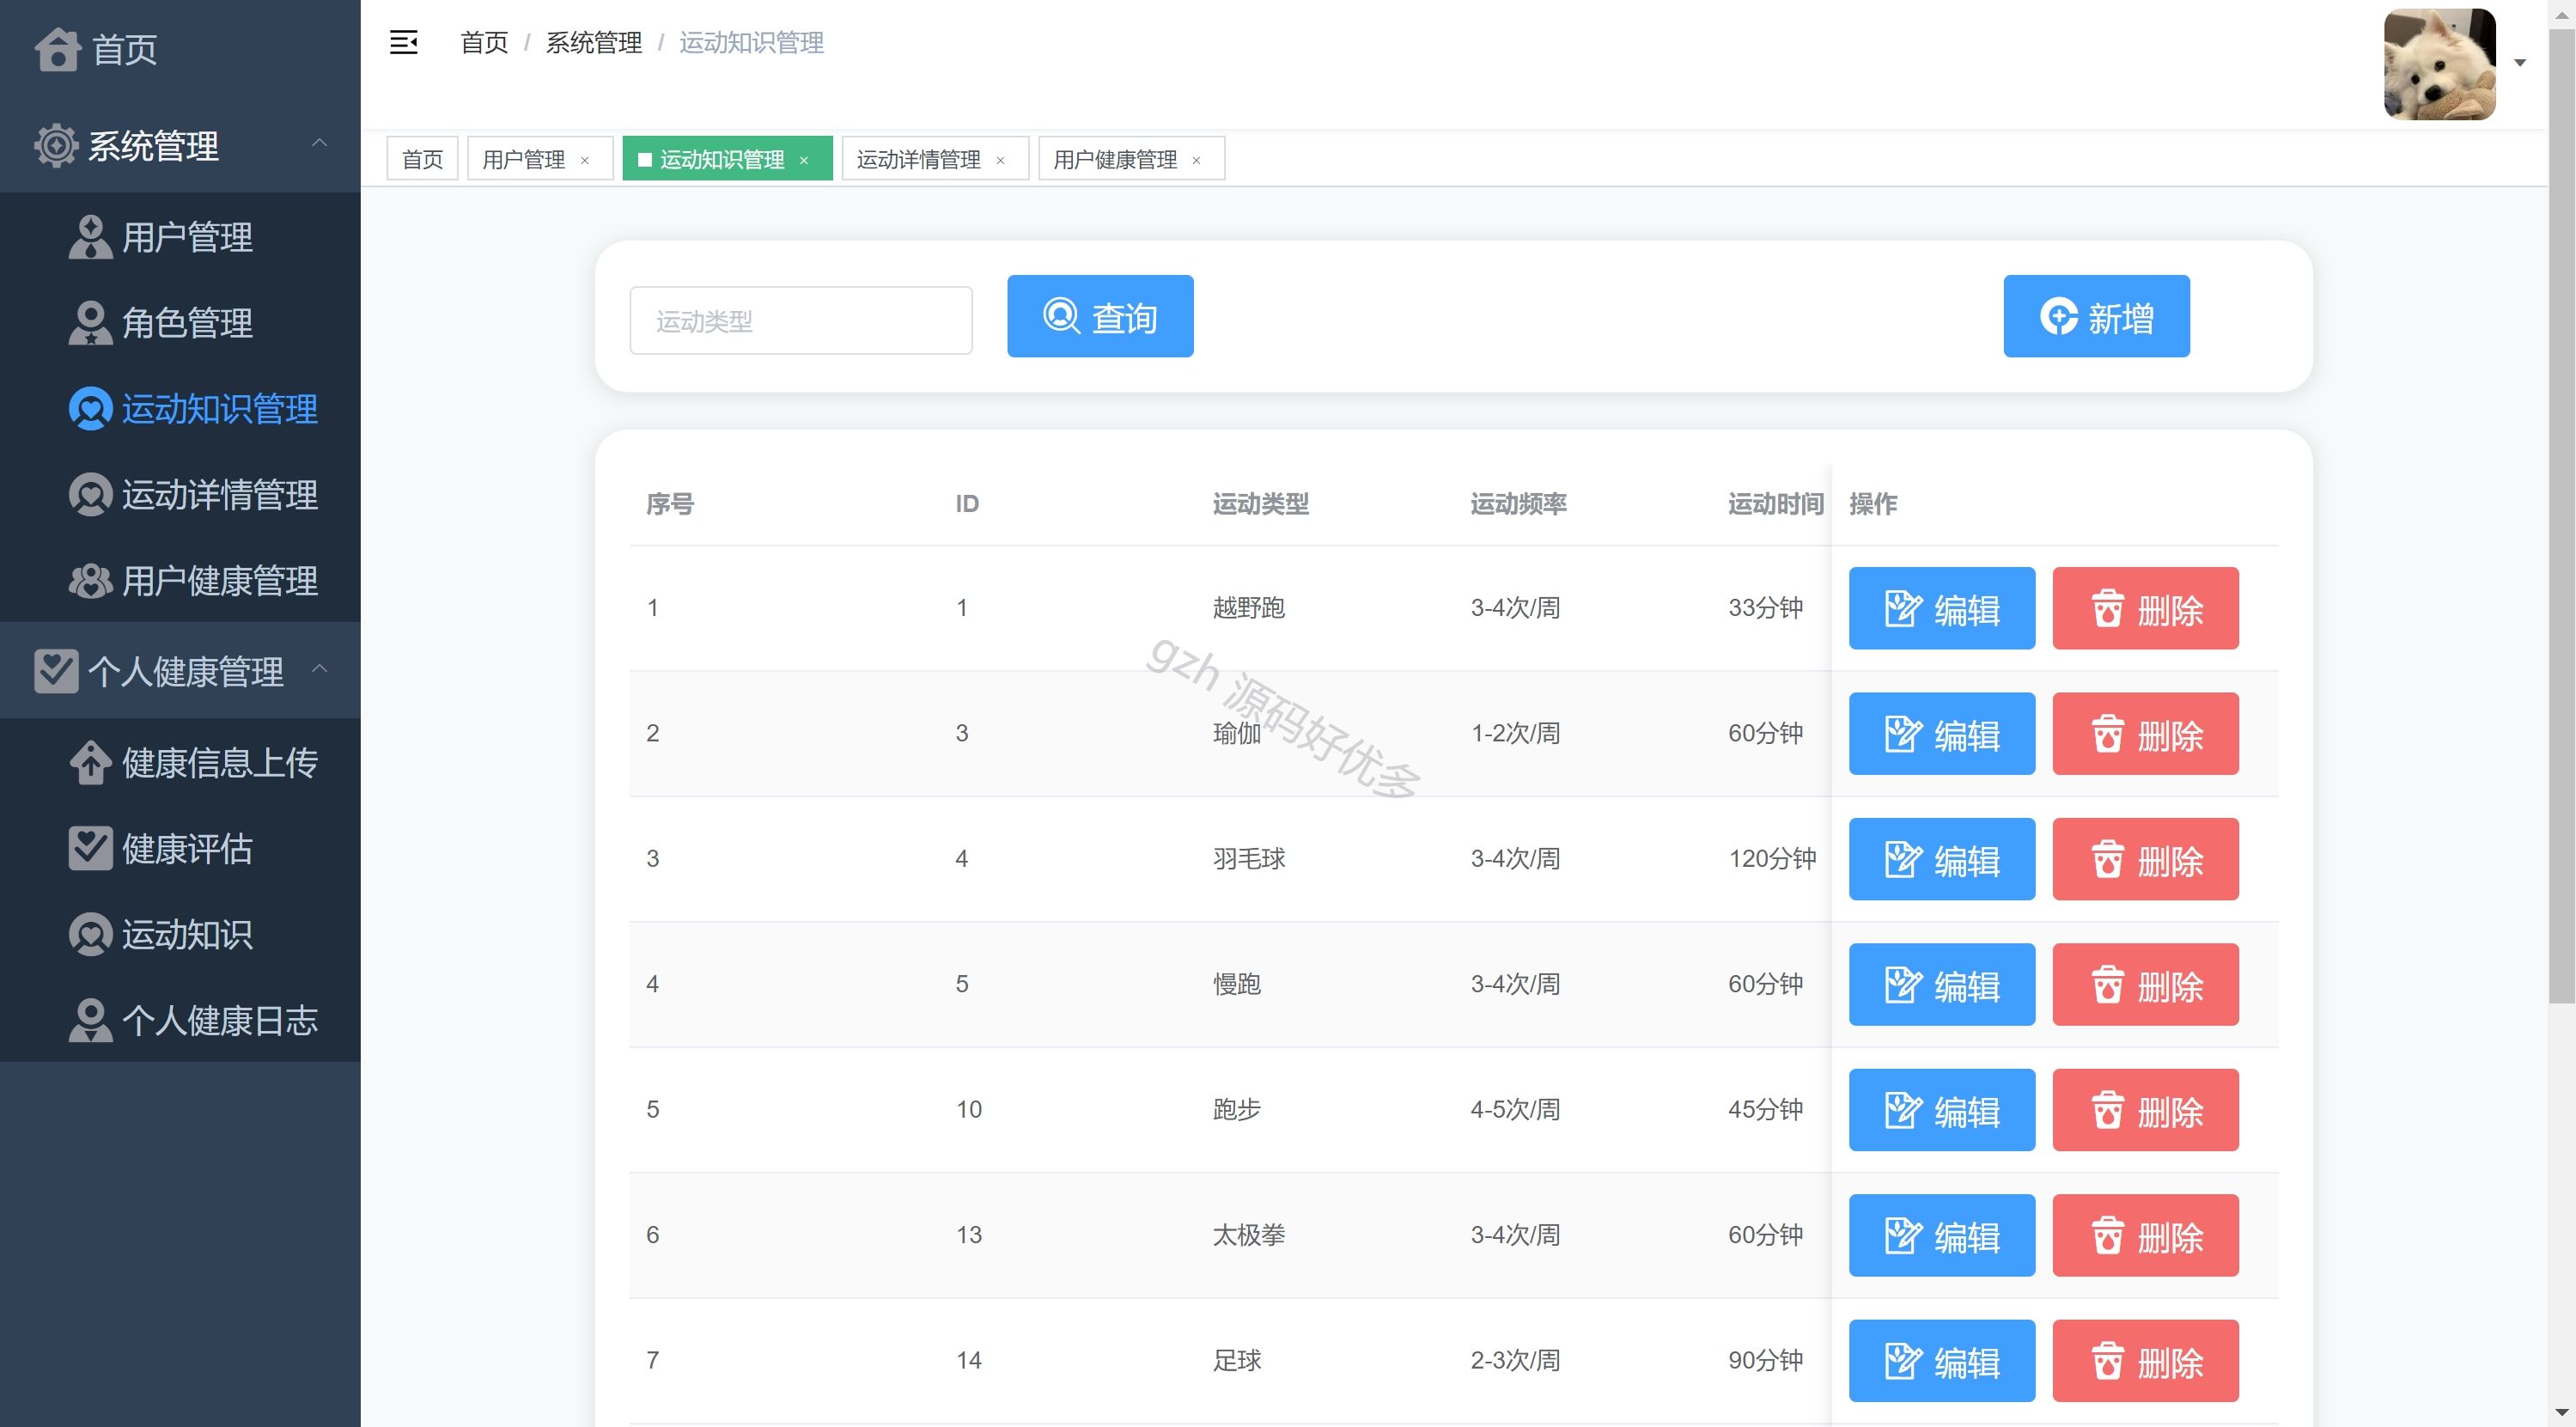 首页
系统管理
用户管理
角色管理
运动知识管理
运动详情管理
用户健康管理
个人健康管理
健康信息上传
健康评估
运动知识
个人健康日志
首页 / 系统管理 / 运动知识管理
首页 用户管理 × 运动知识管理 × 运动详情管理 × 用户健康管理 ×
运动类型 查询 新增
序号 ID 运动类型 运动频率 运动时间 操作
1 1 越野跑 3-4次/周 33分钟 编辑 删除
2 3 瑜伽 1-2次/周 60分钟 编辑 删除
3 4 羽毛球 3-4次/周 120分钟 编辑 删除
4 5 慢跑 3-4次/周 60分钟 编辑 删除
5 10 跑步 4-5次/周 45分钟 编辑 删除
6 13 太极拳 3-4次/周 60分钟 编辑 删除
7 14 足球 2-3次/周 90分钟 编辑 删除
gzh 源码好优多